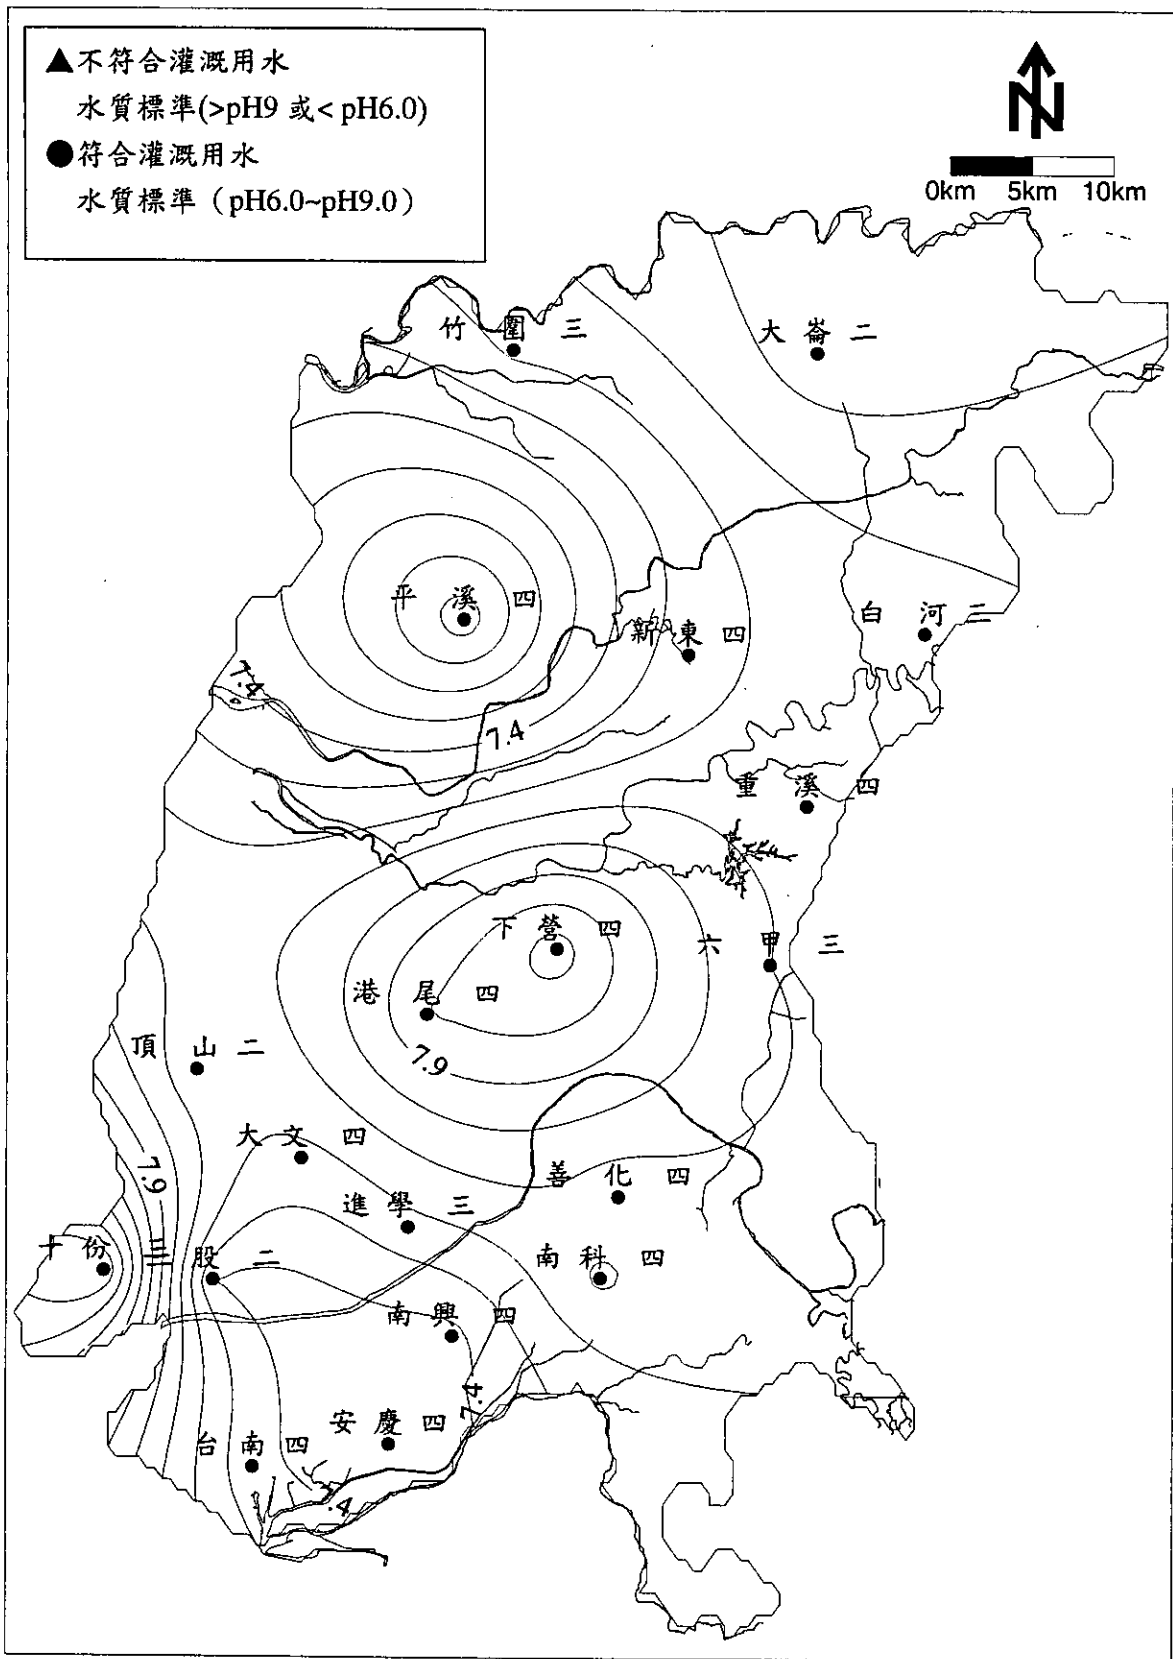 ▲不符合灌溉用水
水質標準(>pH9 或< pH6.0)
●符合灌溉用水
水質標準（pH6.0~pH9.0）
N
0km 5km 10km
竹圍三
大崙二
平溪四
白河二
新東四
7.4
7.4
重溪四
下營四
六甲三
港尾四
頂山二
7.9
大文四
7.9
善化四
進學三
十份三
股二
南科四
南興四
7.4
安慶四
台南四
7.4